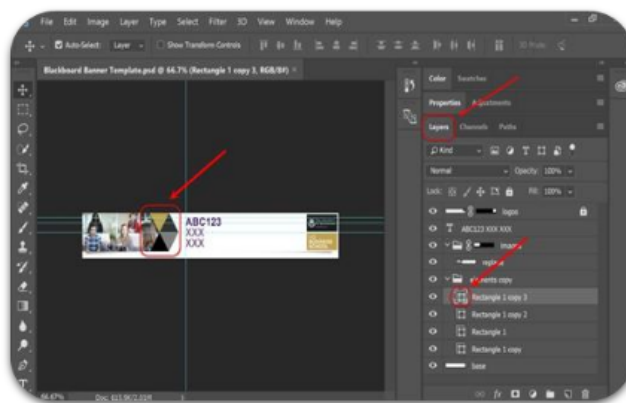 File Edit Image Layer Type Select Filter 3D View Window Help
Auto-Select: Layer Show Transform Controls
Blackboard Banner Template.psd @ 66.7% (Rectangle 1 copy 3, RGB/8#)
ABC123
XXX
XXX
Color Swatches
Properties Adjustments
Layers Channels Paths
Kind
Normal Opacity: 100%
Lock: Fill: 100%
logos
T ABC123 XXX XXX
elements copy
Rectangle 1 copy 3
Rectangle 1 copy 2
Rectangle 1
Rectangle 1 copy
base
66.67%